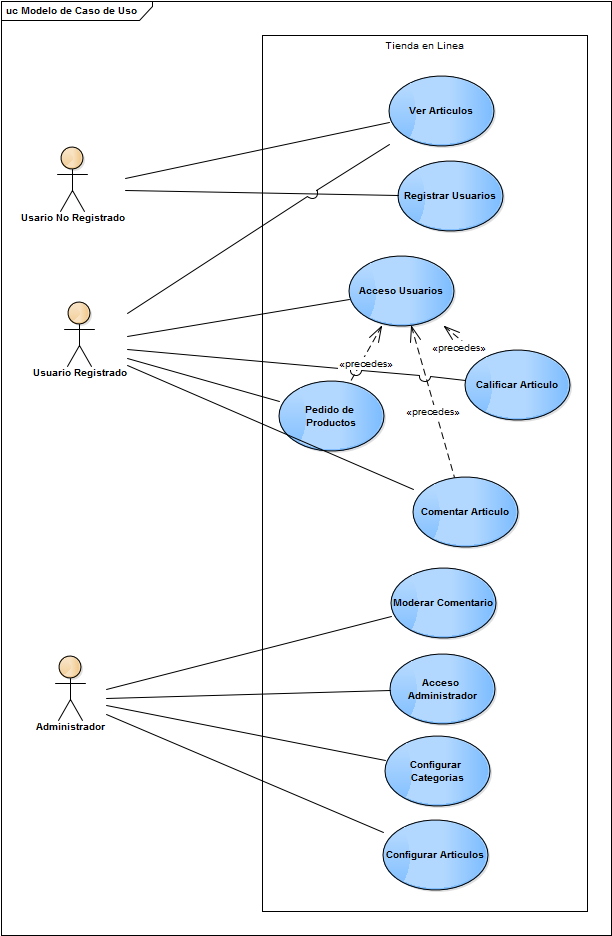 uc Modelo de Caso de Uso
Tienda en Linea
Ver Articulos
Usario No Registrado
Registrar Usuarios
Acceso Usuarios
Usuario Registrado
«precedes»
«precedes»
Calificar Articulo
Pedido de
Productos
«precedes»
Comentar Articulo
Moderar Comentario
Acceso
Administrador
Administrador
Configurar
Categorias
Configurar Articulos